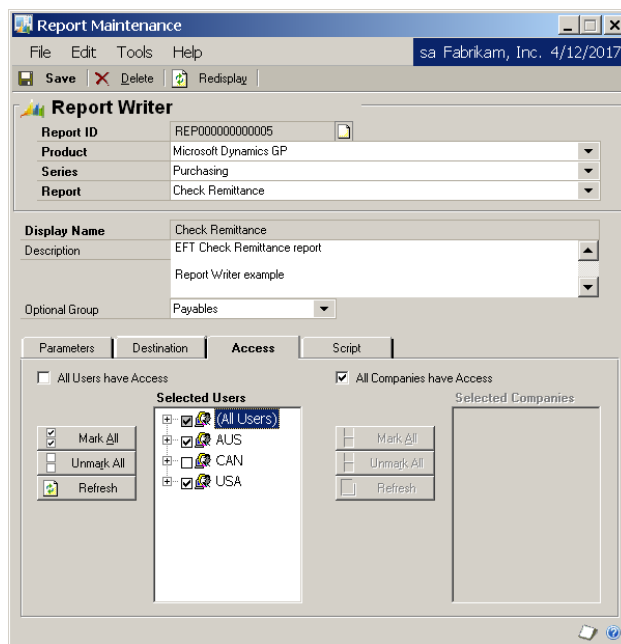 Report Maintenance
File Edit Tools Help
sa Fabrikam, Inc. 4/12/2017
Save Delete Redisplay
Report Writer
Report ID REP000000000005
Product Microsoft Dynamics GP
Series Purchasing
Report Check Remittance
Display Name Check Remittance
Description EFT Check Remittance report
Report Writer example
Optional Group Payables
Parameters Destination Access Script
All Users have Access All Companies have Access
Selected Users Selected Companies
(All Users)
Mark All AUS Mark All
Unmark All CAN Unmark All
Refresh USA Refresh